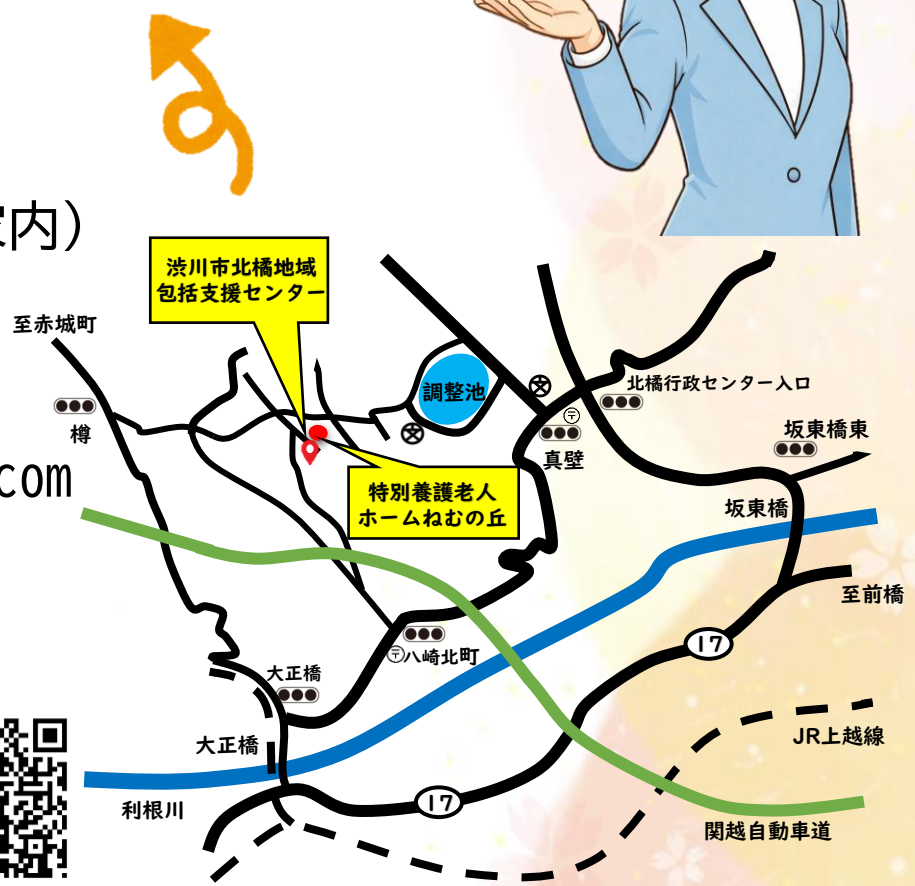 案内）
渋川市北橘地域
包括支援センター
至赤城町
調整池
北橘行政センター入口
〒
樽
真壁
坂東橋東
com
特別養護老人
ホームねむの丘
坂東橋
至前橋
17
〒八崎北町
大正橋
大正橋
JR上越線
17
利根川
関越自動車道